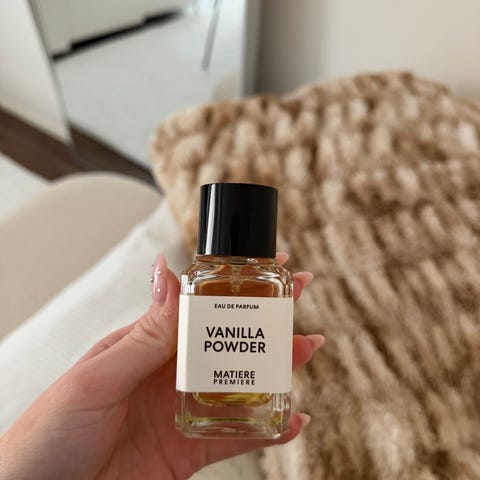 EAU DE PARFUM
VANILLA
POWDER
MATIERE
PREMIERE